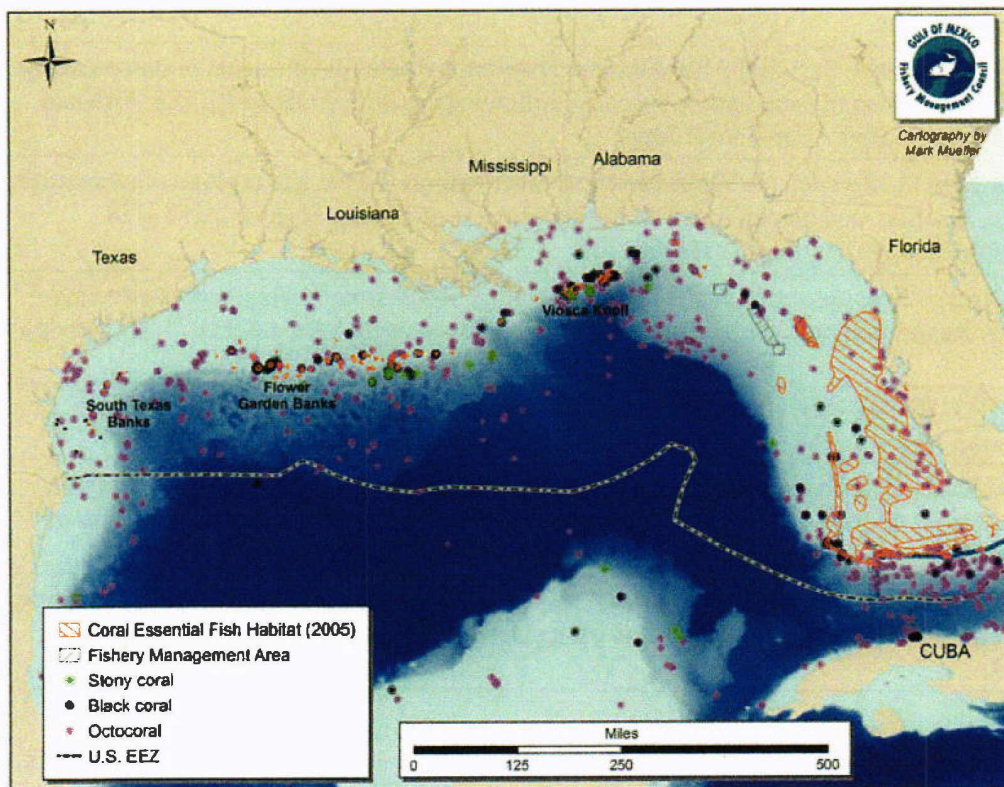 N
GULF OF MEXICO
Fishery Management Council
Cartography by
Mark Mueller
Mississippi
Alabama
Louisiana
Texas
Florida
Viosca Knoll
Flower
Garden Banks
South Texas
Banks
CUBA
Coral Essential Fish Habitat (2005)
Fishery Management Area
Stony coral
Black coral
Octocoral
U.S. EEZ
Miles
0 125 250 500